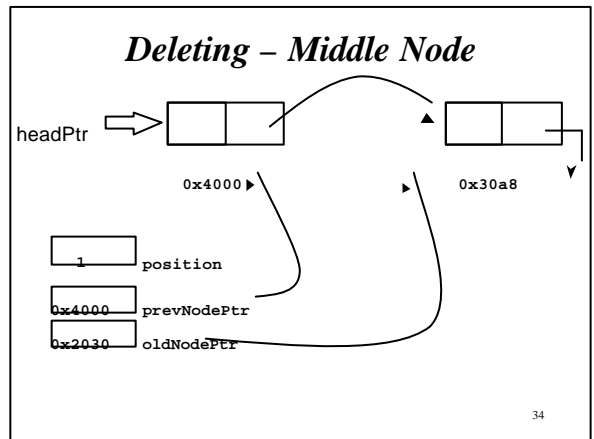 Deleting – Middle Node
headPtr
0x4000 0x30a8
1 position
0x4000 prevNodePtr
0x2030 oldNodePtr
34